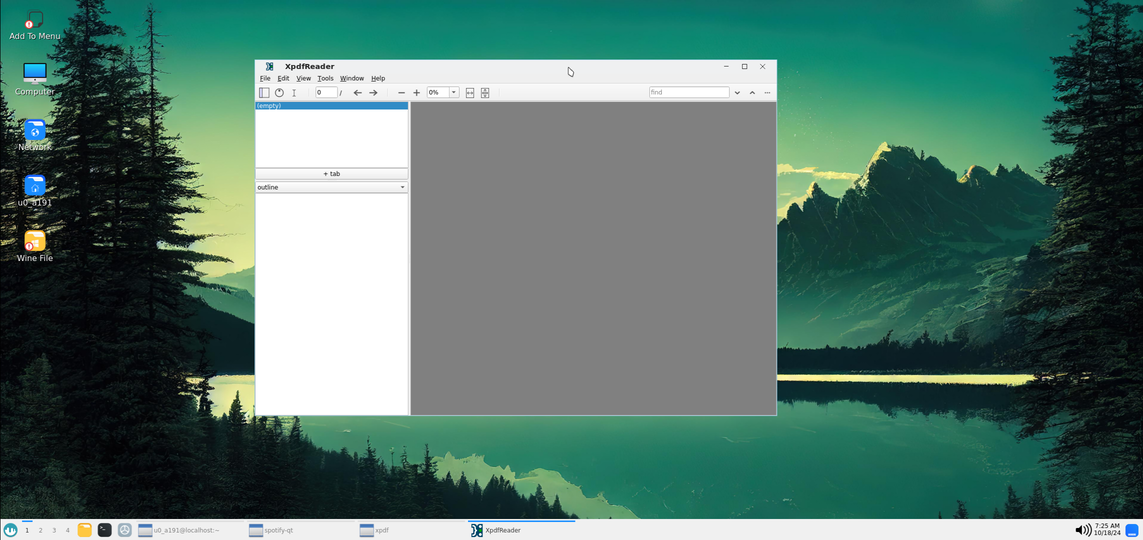 Add To Menu
Computer
Network
u0_a191
Wine File
XpdfReader
File Edit View Tools Window Help
0 / 0% find
(empty)
+ tab
outline
1 2 3 4 u0_a191@localhost:~ spotify-qt xpdf XpdfReader
7:25 AM
10/18/24